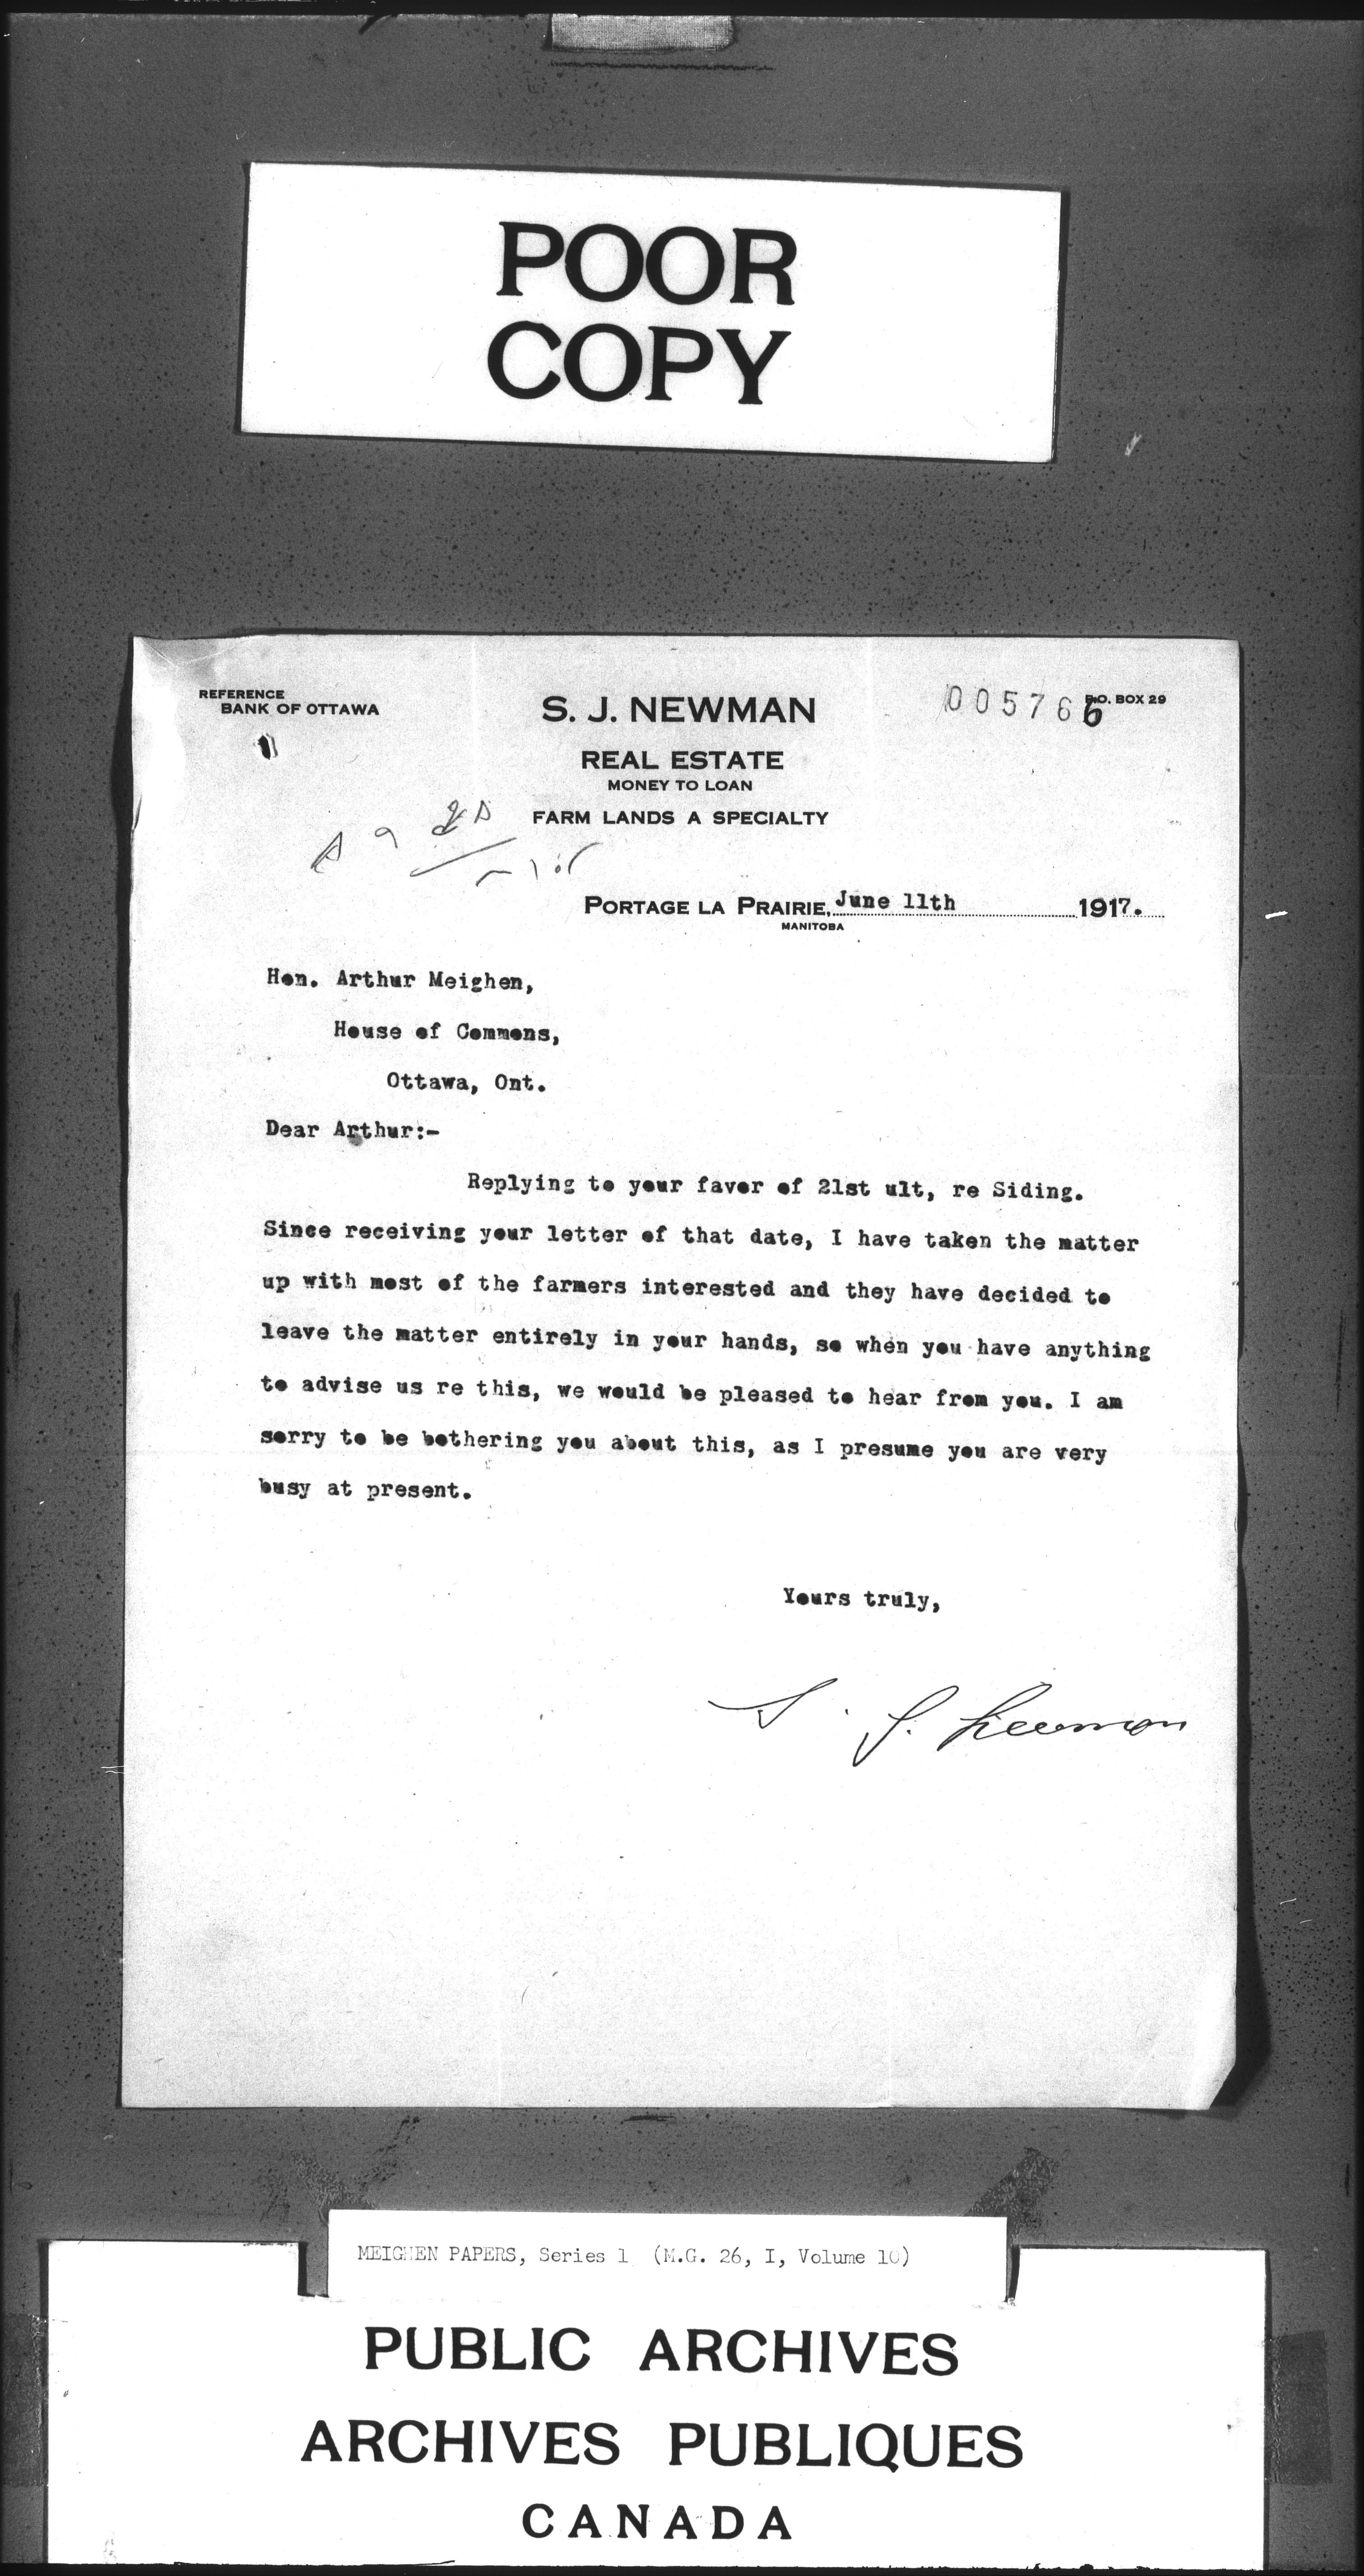 POOR
COPY
REFERENCE
BANK OF OTTAWA
S. J. NEWMAN
005766
P.O. BOX 29
REAL ESTATE
MONEY TO LOAN
FARM LANDS A SPECIALTY
PORTAGE LA PRAIRIE, June 11th 1917.
MANITOBA
Hon. Arthur Meighen,
House of Commons,
Ottawa, Ont.
Dear Arthur:-
Replying to your favor of 21st ult, re Siding.
Since receiving your letter of that date, I have taken the matter
up with most of the farmers interested and they have decided to
leave the matter entirely in your hands, so when you have anything
to advise us re this, we would be pleased to hear from you. I am
sorry to be bothering you about this, as I presume you are very
busy at present.
Yours truly,
S. J. Newman
MEIGHEN PAPERS, Series 1 (M.G. 26, I, Volume 10)
PUBLIC ARCHIVES
ARCHIVES PUBLIQUES
CANADA